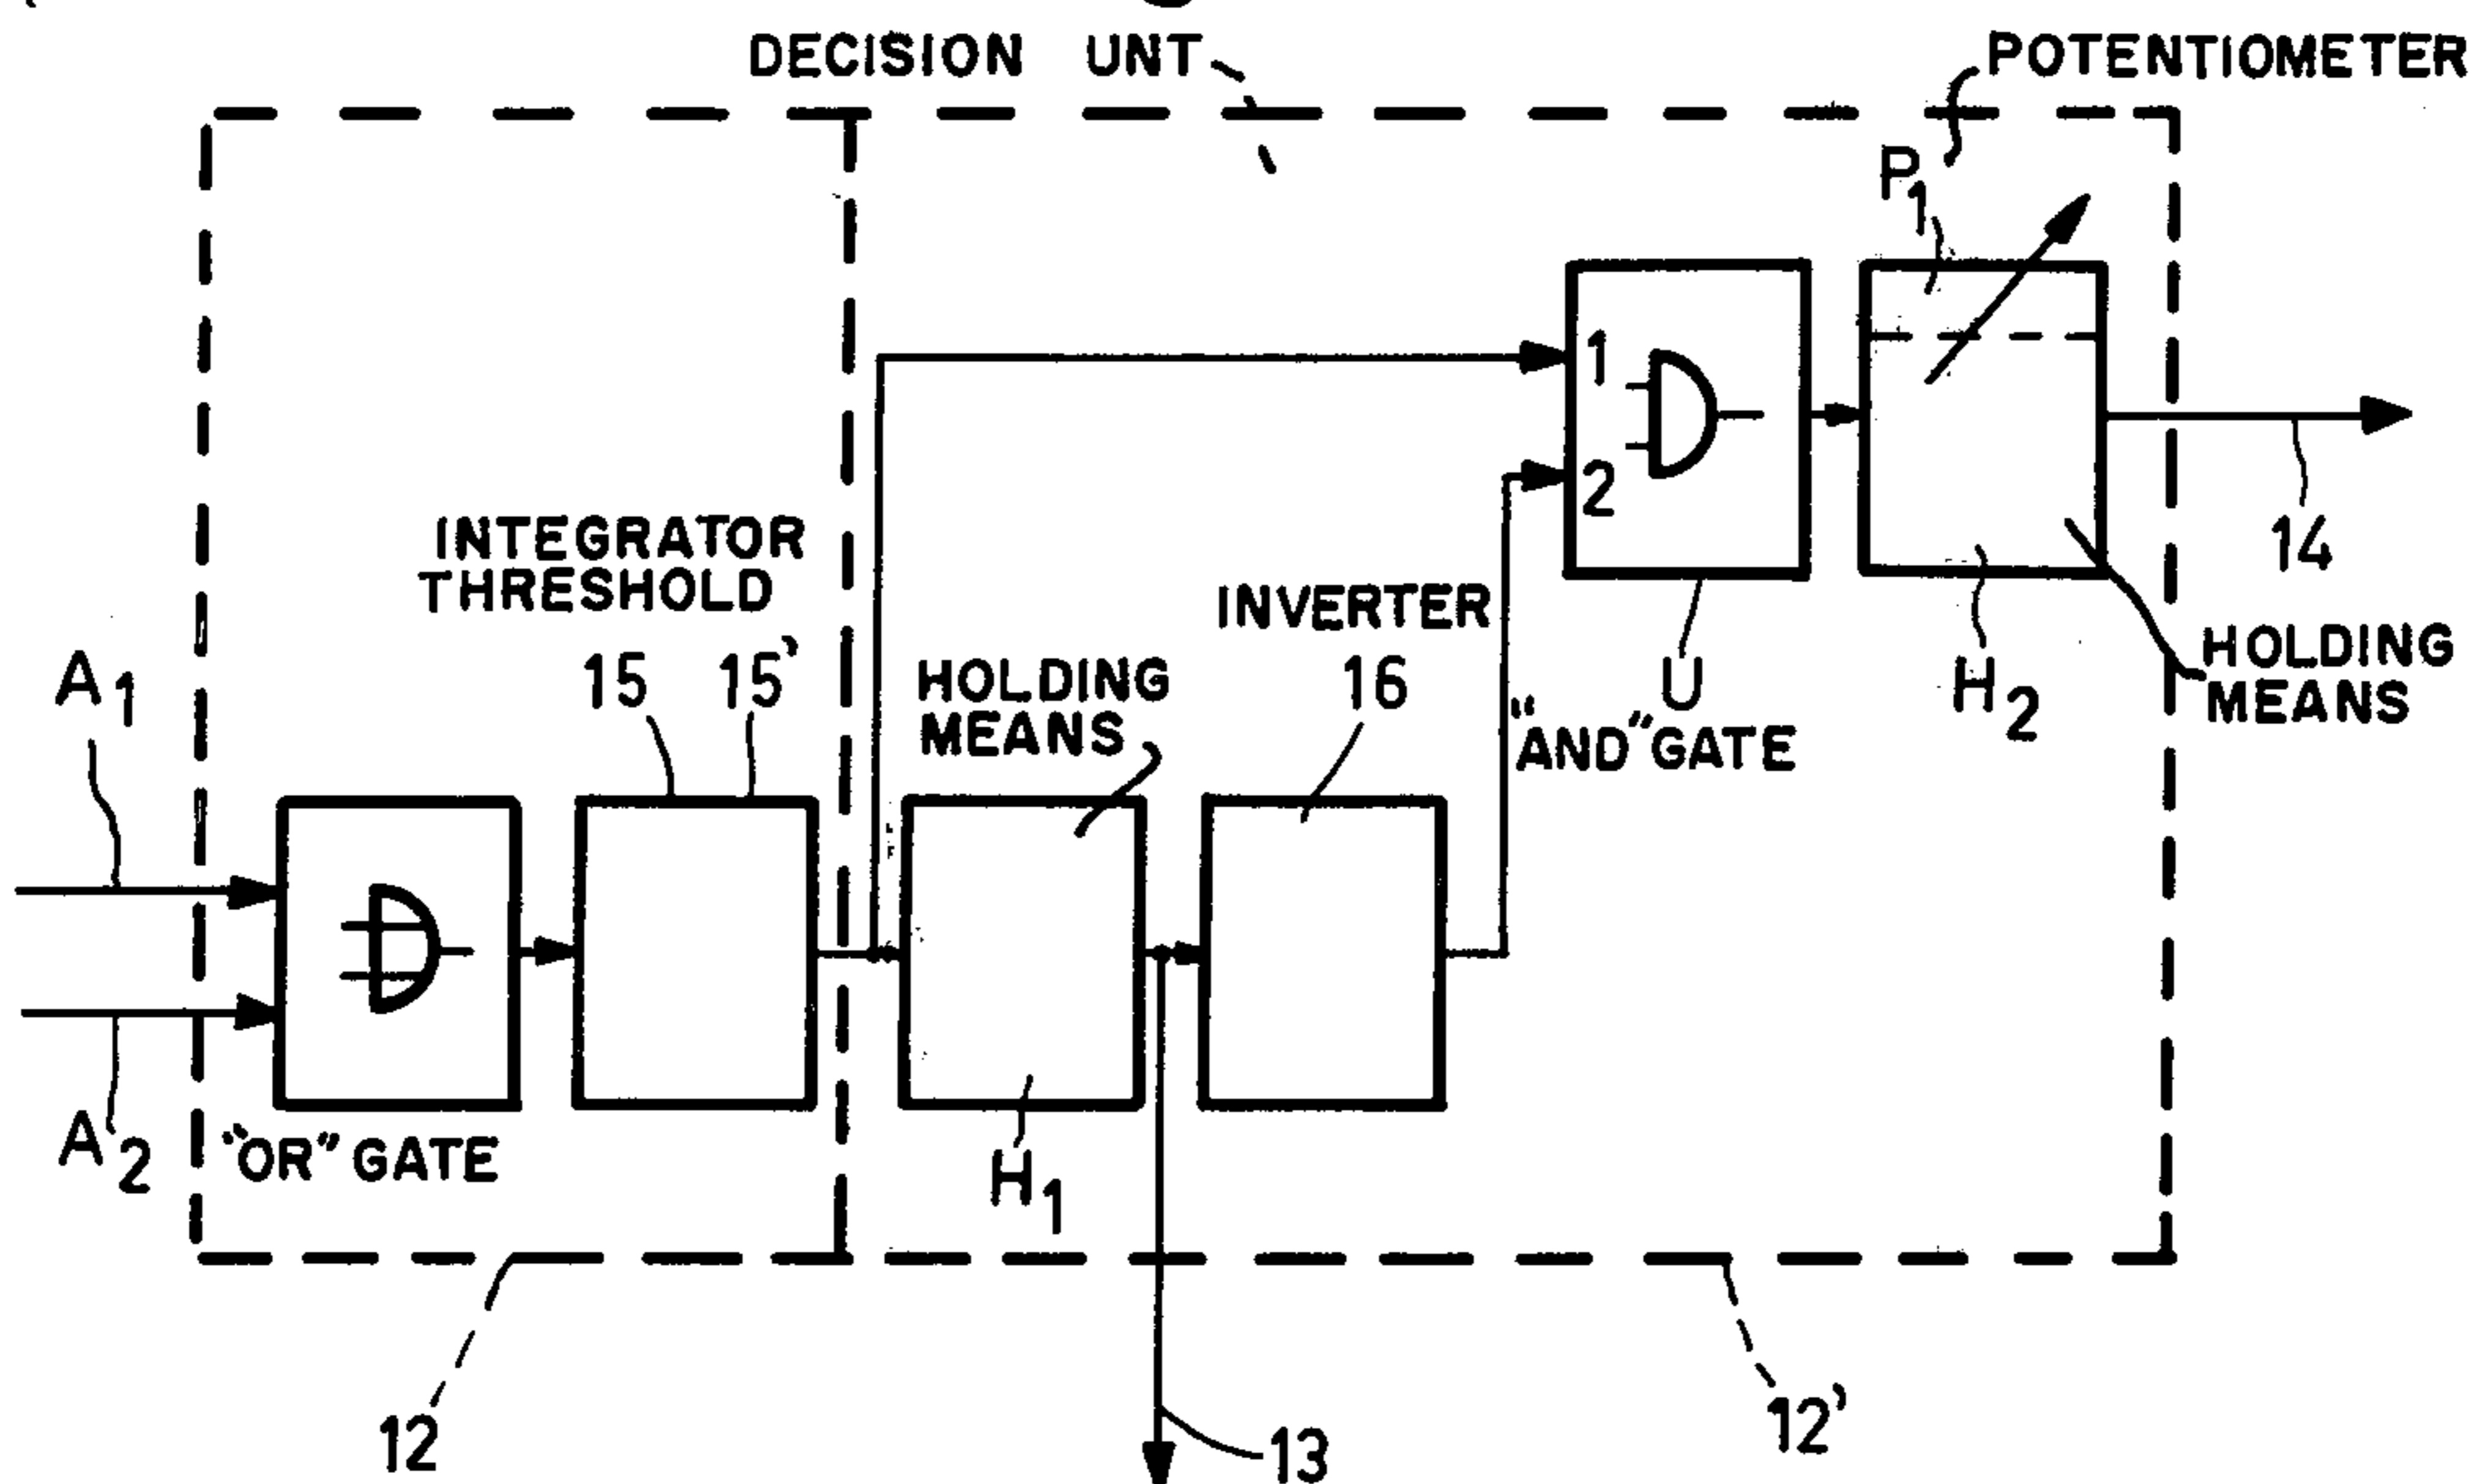 DECISION UNT
POTENTIOMETER
P1
1
2
14
INTEGRATOR
THRESHOLD
15 15'
INVERTER
16
HOLDING
MEANS
U
"AND" GATE
H2
HOLDING
MEANS
A1
A2
"OR" GATE
H1
12
13
12'